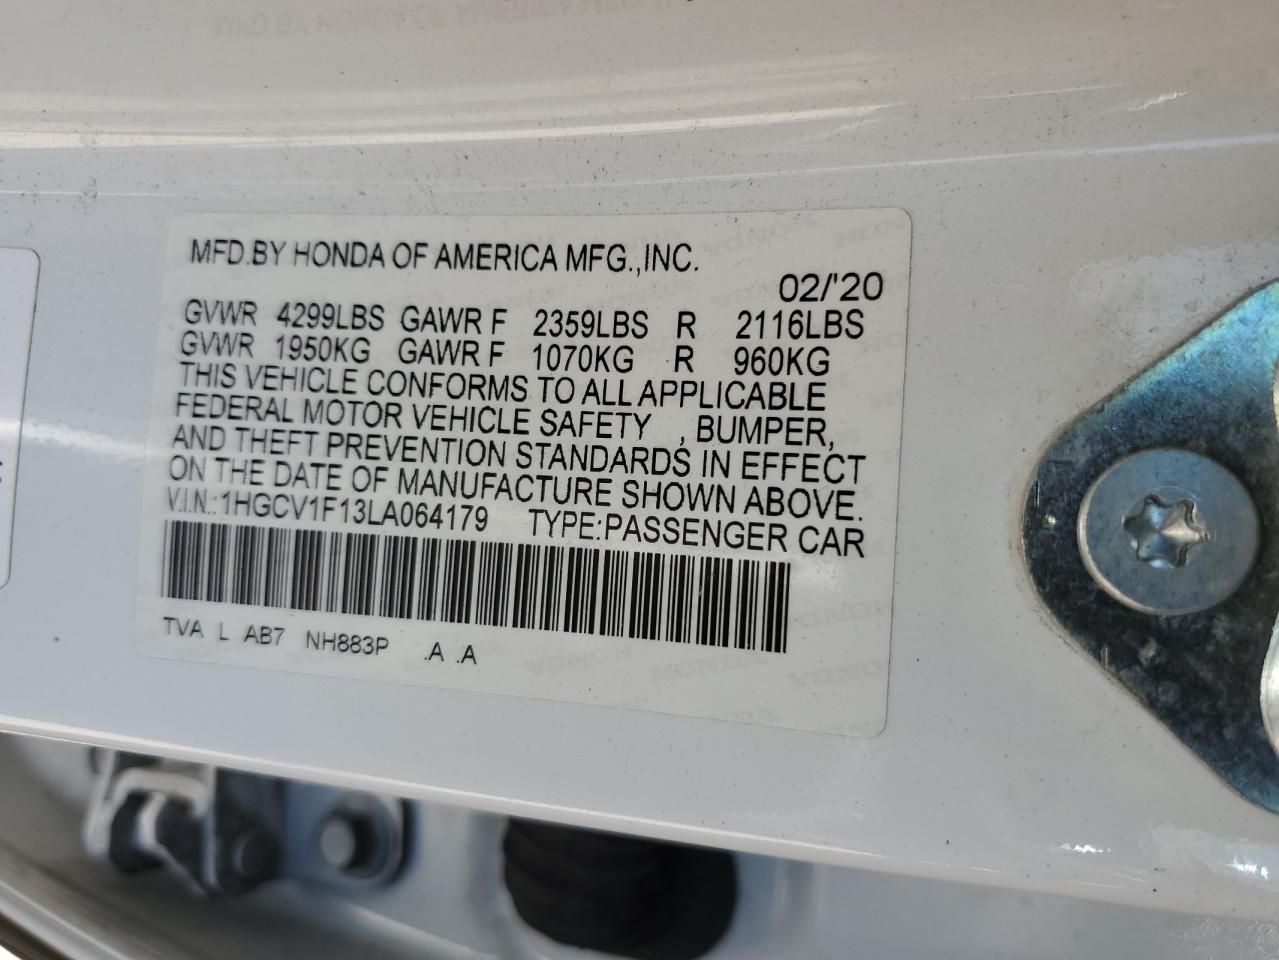 MFD.BY HONDA OF AMERICA MFG.,INC.
02/'20
GVWR 4299LBS GAWR F 2359LBS R 2116LBS
GVWR 1950KG GAWR F 1070KG R 960KG
THIS VEHICLE CONFORMS TO ALL APPLICABLE
FEDERAL MOTOR VEHICLE SAFETY , BUMPER,
AND THEFT PREVENTION STANDARDS IN EFFECT
ON THE DATE OF MANUFACTURE SHOWN ABOVE.
V.I.N.:1HGCV1F13LA064179 TYPE:PASSENGER CAR
TVA L AB7 NH883P .A .A